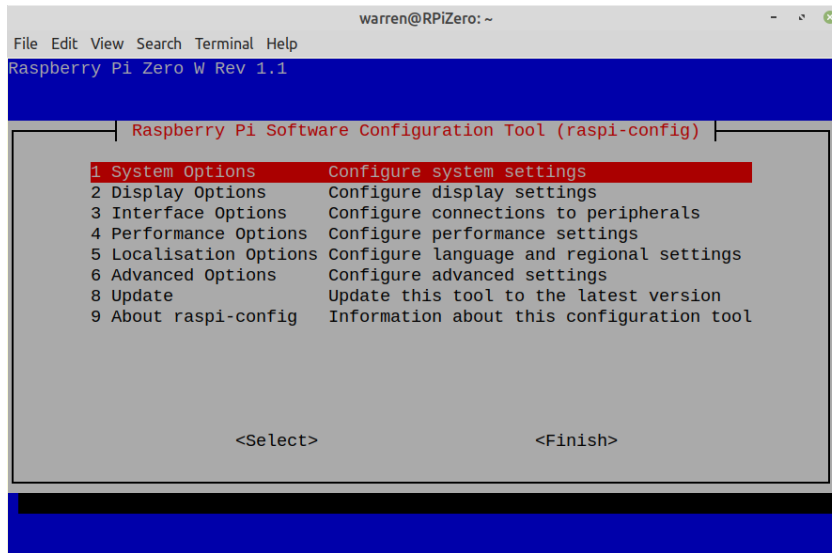 warren@RPiZero: ~
File Edit View Search Terminal Help
Raspberry Pi Zero W Rev 1.1
Raspberry Pi Software Configuration Tool (raspi-config)
1 System Options Configure system settings
2 Display Options Configure display settings
3 Interface Options Configure connections to peripherals
4 Performance Options Configure performance settings
5 Localisation Options Configure language and regional settings
6 Advanced Options Configure advanced settings
8 Update Update this tool to the latest version
9 About raspi-config Information about this configuration tool
<Select> <Finish>